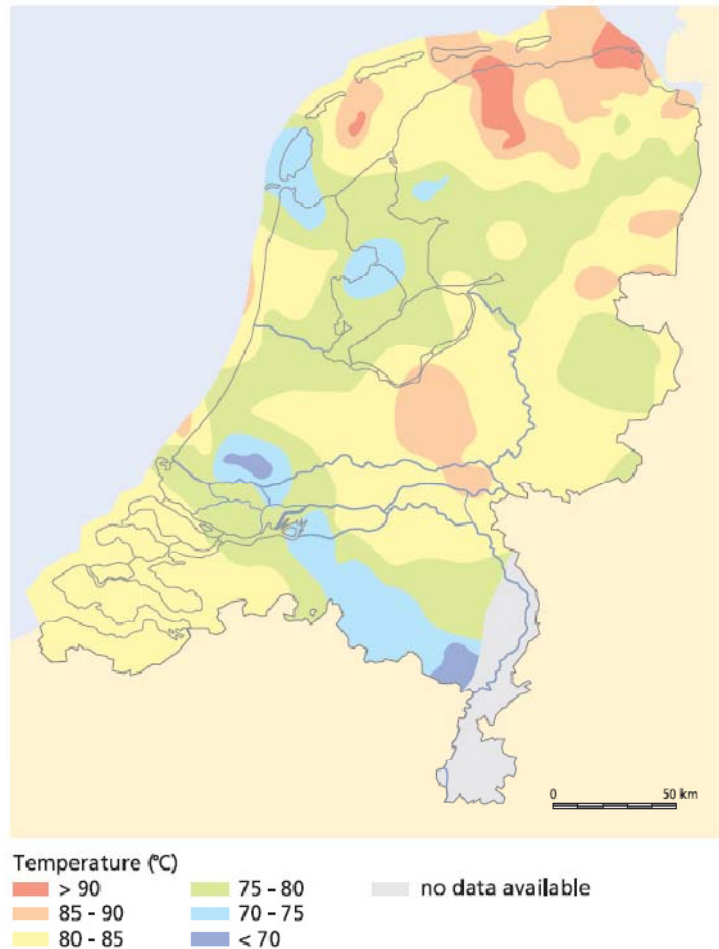 0 50 km
Temperature (°C)
> 90
85 - 90
80 - 85
75 - 80
70 - 75
< 70
no data available